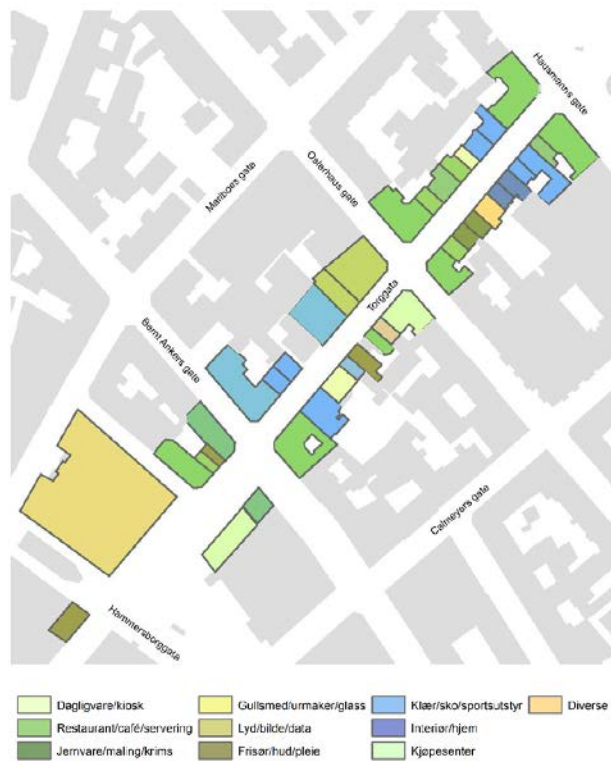 Hausmanns gate
Osterhaus gate
Mariboes gate
Torggata
Bernt Ankers gate
Calmeyers gate
Hammersborggata
Dagligvare/kiosk
Gullsmed/urmaker/glass
Klær/sko/sportsutstyr
Diverse
Restaurant/café/servering
Lyd/bilde/data
Interiør/hjem
Jernvare/maling/krims
Frisør/hud/pleie
Kjøpesenter